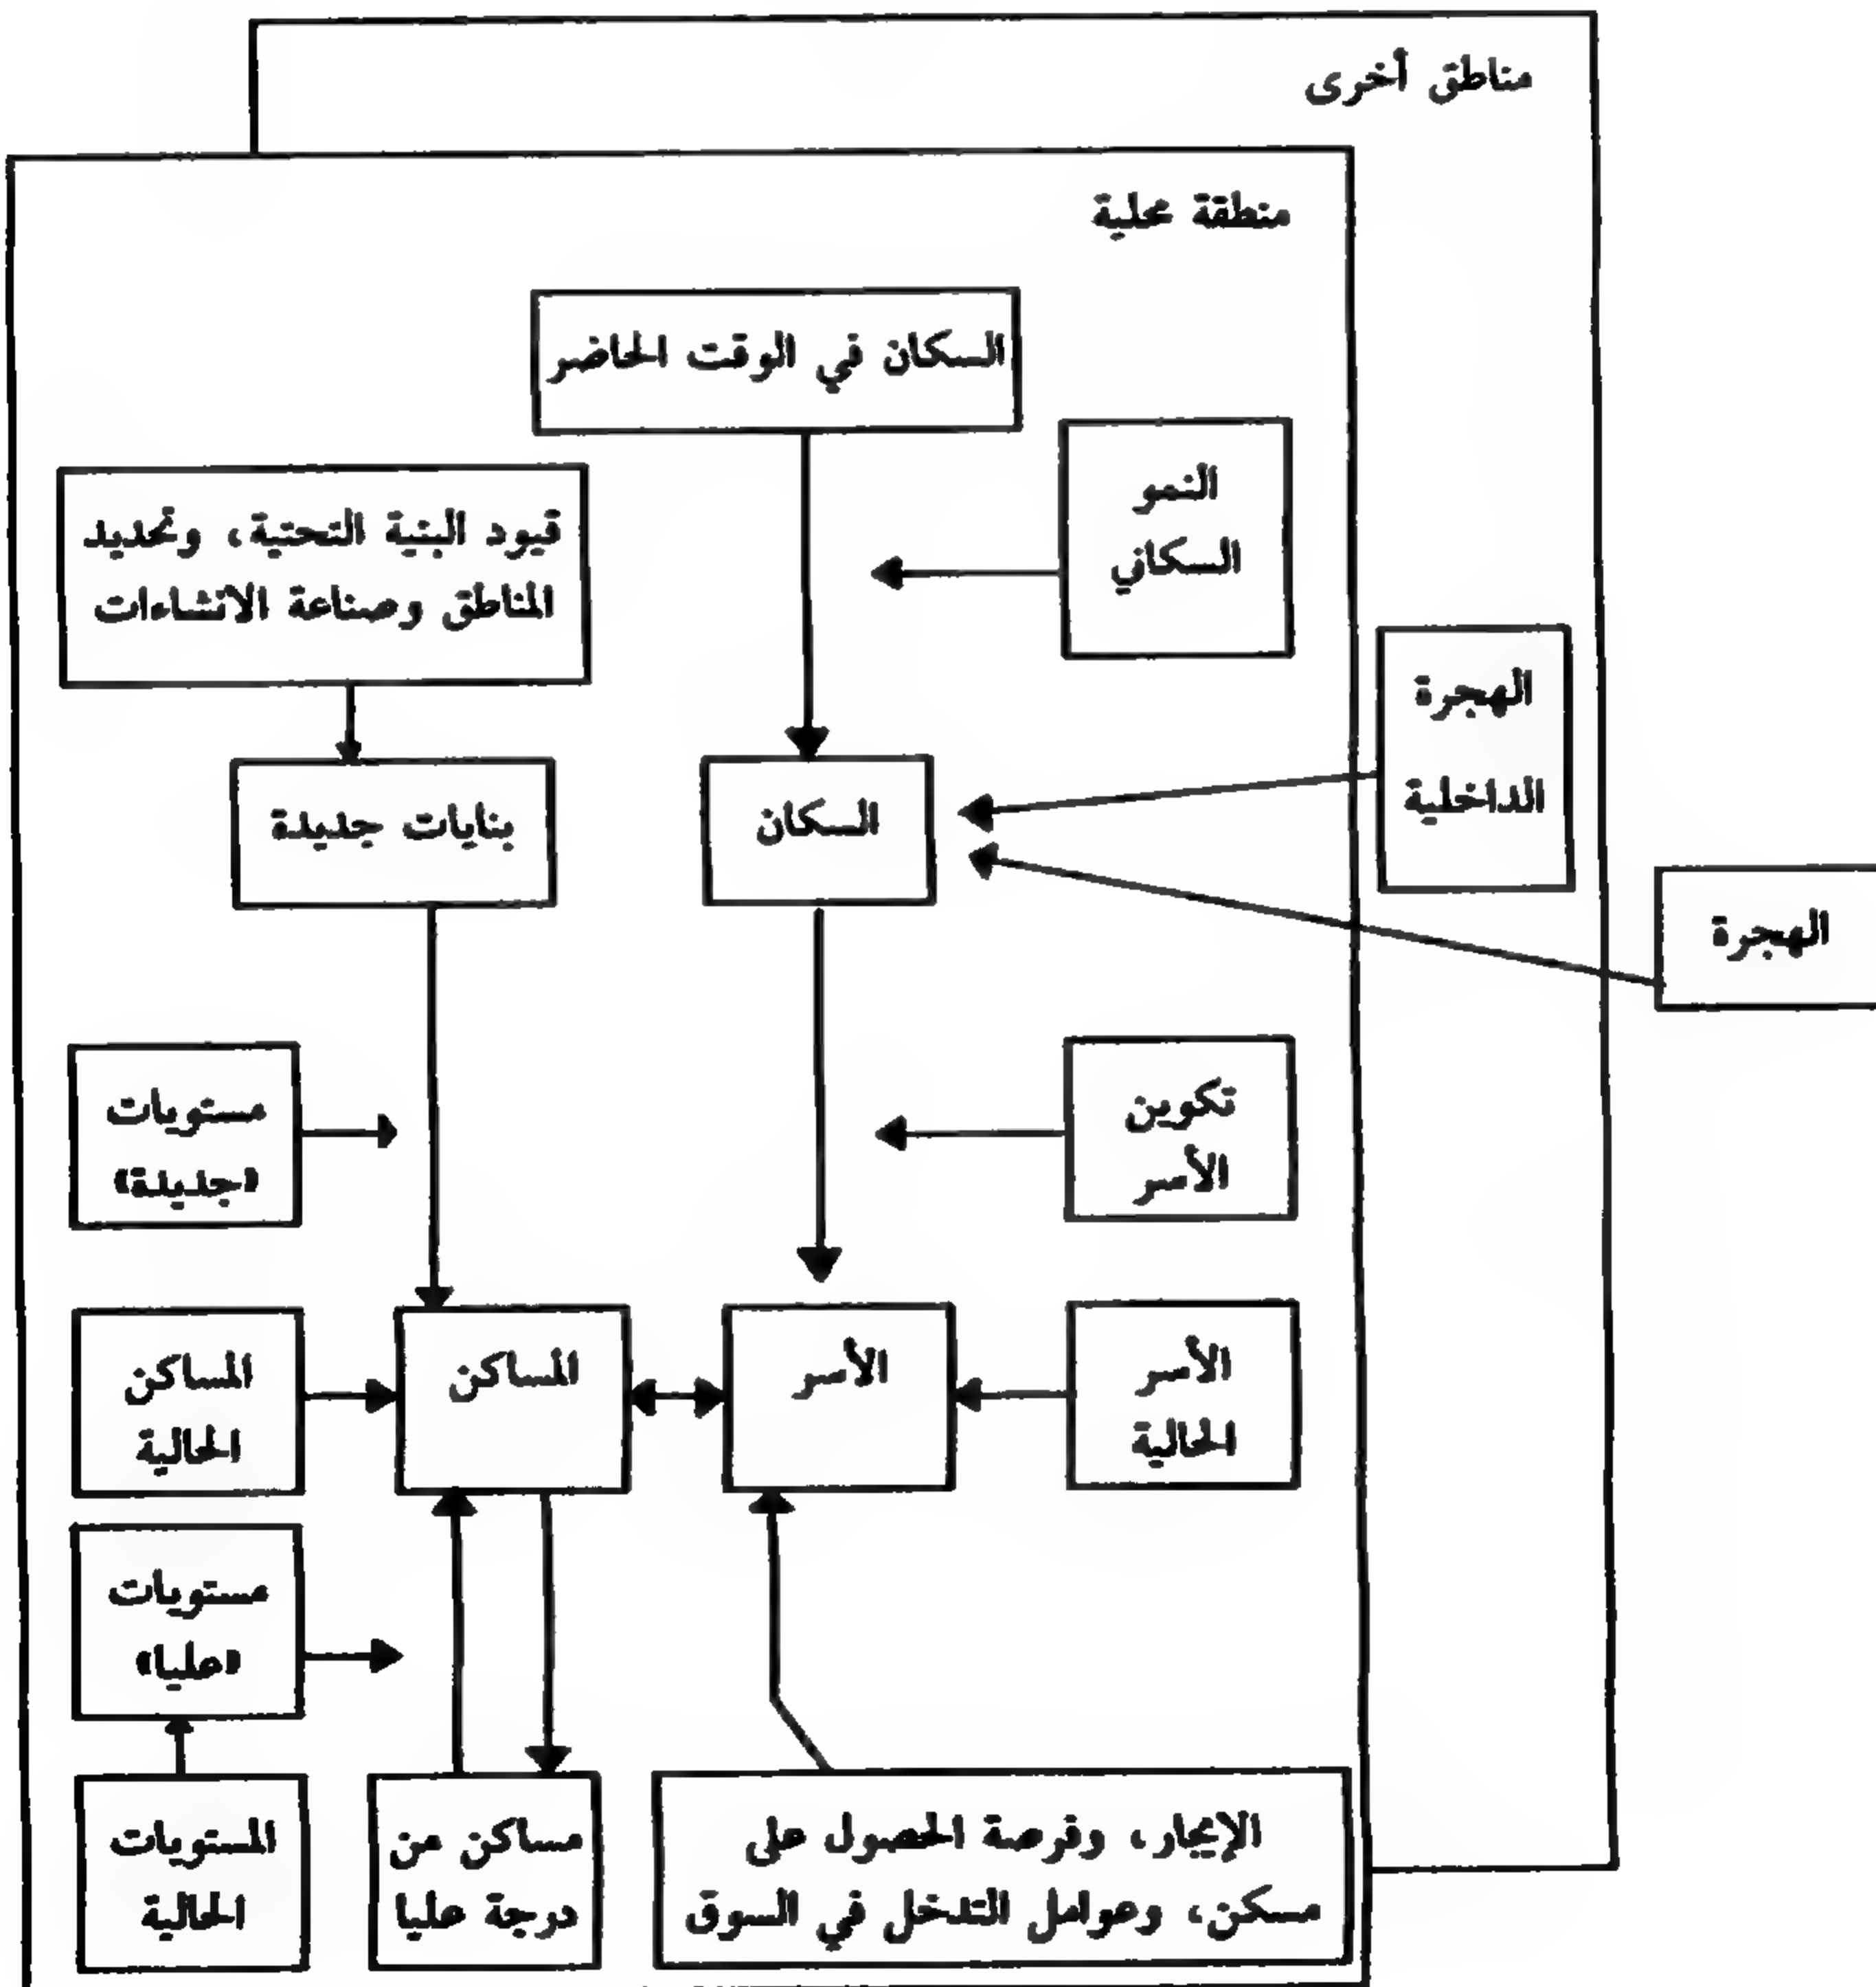 مناطق أخرى
منطقة محلية
السكان في الوقت الحاضر
النمو
السكاني
قيود البنية التحتية، وتحديد
المناطق وصناعة الانشاءات
الهجرة
الداخلية
السكان
بنايات جديدة
الهجرة
تكوين
الأسر
مستويات
«جديدة»
الأسر
الحالية
الأسر
المساكن
المساكن
الحالية
مستويات
«عليا»
الإيجار، وفرصة الحصول على
مسكن، وعوامل التدخل في السوق
مساكن من
درجة عليا
المستويات
الحالية